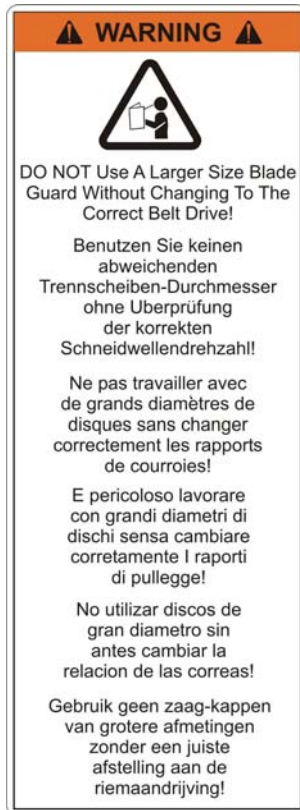 WARNING
DO NOT Use A Larger Size Blade
Guard Without Changing To The
Correct Belt Drive!
Benutzen Sie keinen
abweichenden
Trennscheiben-Durchmesser
ohne Uberprüfung
der korrekten
Schneidwellendrehzahl!
Ne pas travailler avec
de grands diamètres de
disques sans changer
correctement les rapports
de courroies!
E pericoloso lavorare
con grandi diametri di
dischi sensa cambiare
corretamente I raporti
di pullegge!
No utilizar discos de
gran diametro sin
antes cambiar la
relacion de las correas!
Gebruik geen zaag-kappen
van grotere afmetingen
zonder een juiste
afstelling aan de
riemaandrijving!